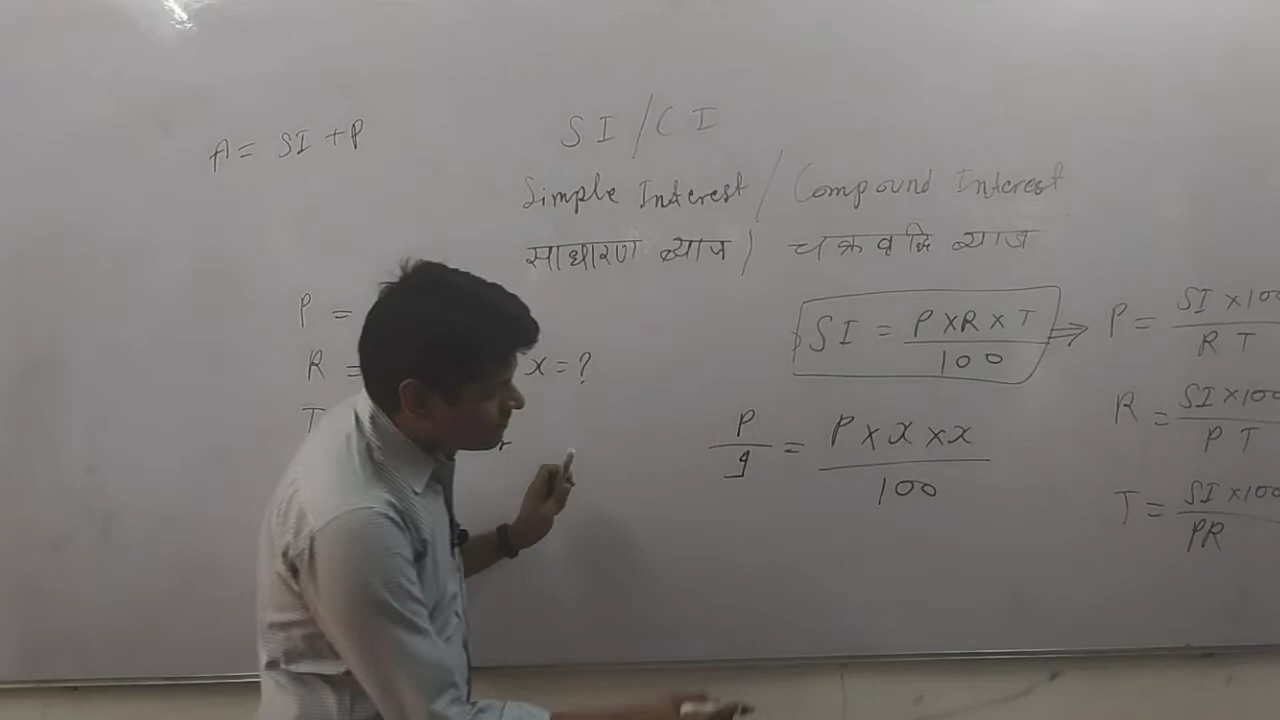 A = SI + P
SI / CI
Simple Interest / Compound Interest
साधारण ब्याज / चक्रवृद्धि ब्याज
P =
R =
T
x = ?
SI = P X R X T / 100 ⇒
P = SI X 100 / R T
R = SI X 100 / P T
T = SI X 100 / PR
P / 9 = P X x X x / 100